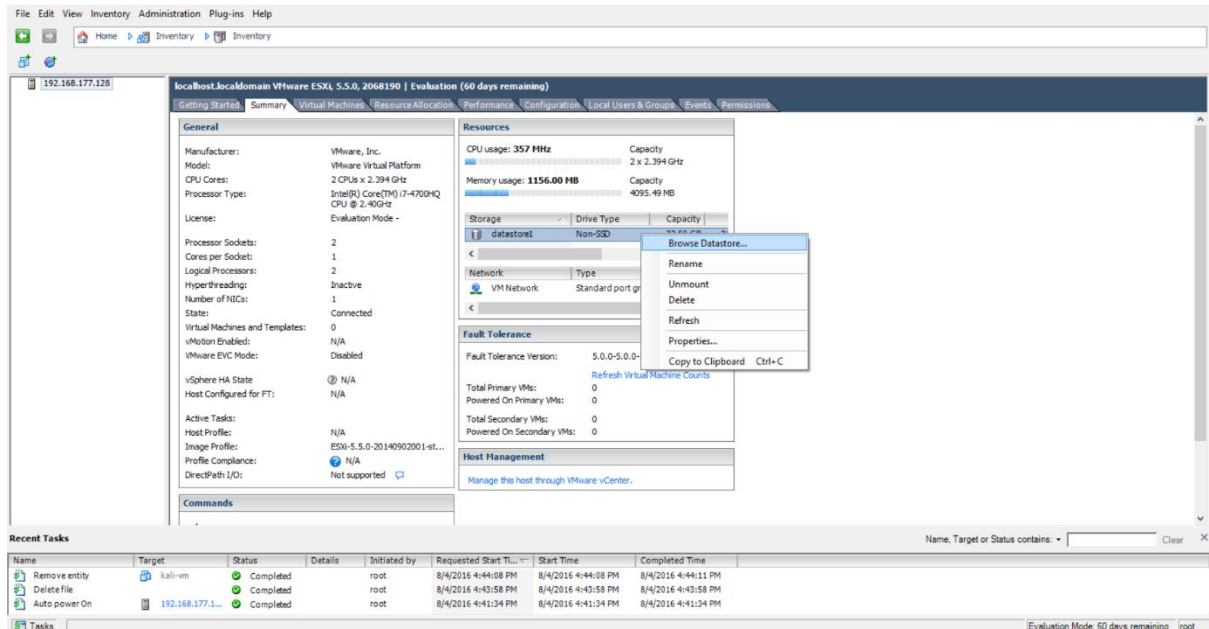 File Edit View Inventory Administration Plug-ins Help
Home Inventory Inventory
192.168.177.128
localhost.localdomain VMware ESXi, 5.5.0, 2068190 | Evaluation (60 days remaining)
Getting Started Summary Virtual Machines Resource Allocation Performance Configuration Local Users & Groups Events Permissions
General
Manufacturer: VMware, Inc.
Model: VMware Virtual Platform
CPU Cores: 2 CPUs x 2.394 GHz
Processor Type: Intel(R) Core(TM) i7-4700HQ
CPU @ 2.40GHz
License: Evaluation Mode -
Processor Sockets: 2
Cores per Socket: 1
Logical Processors: 2
Hyperthreading: Inactive
Number of NICs: 1
State: Connected
Virtual Machines and Templates: 0
vMotion Enabled: N/A
VMware EVC Mode: Disabled
vSphere HA State N/A
Host Configured for FT: N/A
Active Tasks:
Host Profile: N/A
Image Profile: ESXi-5.5.0-20140902001-st...
Profile Compliance: N/A
DirectPath I/O: Not supported
Commands
Resources
CPU usage: 357 MHz Capacity
2 x 2.394 GHz
Memory usage: 1156.00 MB Capacity
4095.49 MB
Storage Drive Type Capacity
datastore1 Non-SSD
Network Type
VM Network Standard port gr
Fault Tolerance
Fault Tolerance Version: 5.0.0-5.0.0-
Refresh Virtual Machine Counts
Total Primary VMs: 0
Powered On Primary VMs: 0
Total Secondary VMs: 0
Powered On Secondary VMs: 0
Host Management
Manage this host through VMware vCenter.
Browse Datastore...
Rename
Unmount
Delete
Refresh
Properties...
Copy to Clipboard Ctrl+C
Recent Tasks Name, Target or Status contains: Clear
Name Target Status Details Initiated by Requested Start Ti... Start Time Completed Time
Remove entity kali-vm Completed root 8/4/2016 4:44:08 PM 8/4/2016 4:44:08 PM 8/4/2016 4:44:11 PM
Delete file Completed root 8/4/2016 4:43:58 PM 8/4/2016 4:43:58 PM 8/4/2016 4:43:58 PM
Auto power On 192.168.177.1... Completed root 8/4/2016 4:41:34 PM 8/4/2016 4:41:34 PM 8/4/2016 4:41:34 PM
Tasks Evaluation Mode: 60 days remaining root